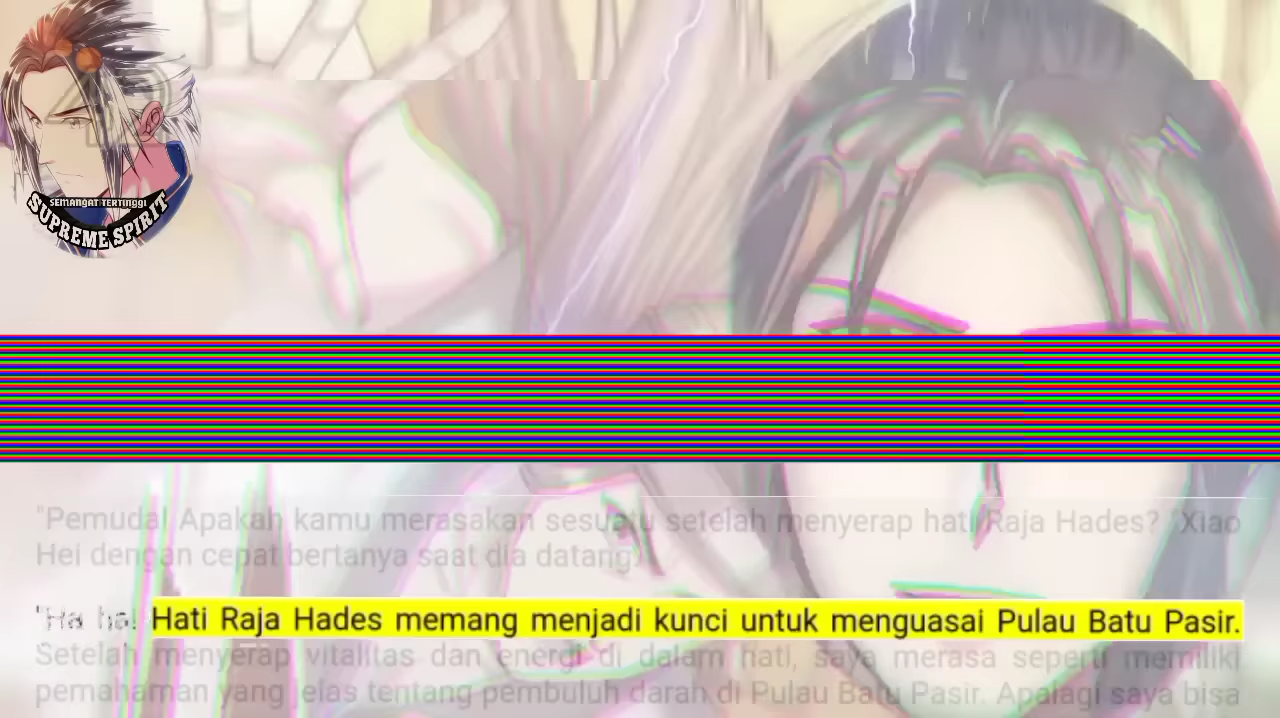 SEMANGAT TERTINGGI
SUPREME SPIRIT
"Pemuda! Apakah kamu merasakan sesuatu setelah menyerap hati Raja Hades? "Xiao
Hei dengan cepat bertanya saat dia datang.
"Ha ha! Hati Raja Hades memang menjadi kunci untuk menguasai Pulau Batu Pasir.
Setelah menyerap vitalitas dan energi di dalam hati, saya merasa seperti memiliki
pemahaman yang jelas tentang pembuluh darah di Pulau Batu Pasir. Apalagi saya bisa